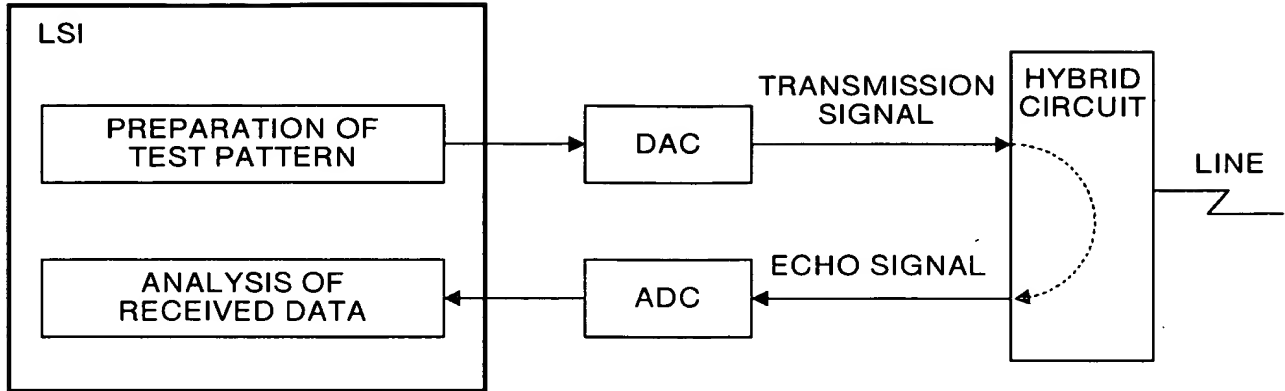 LSI
PREPARATION OF
TEST PATTERN
DAC
TRANSMISSION
SIGNAL
HYBRID
CIRCUIT
LINE
ANALYSIS OF
RECEIVED DATA
ADC
ECHO SIGNAL